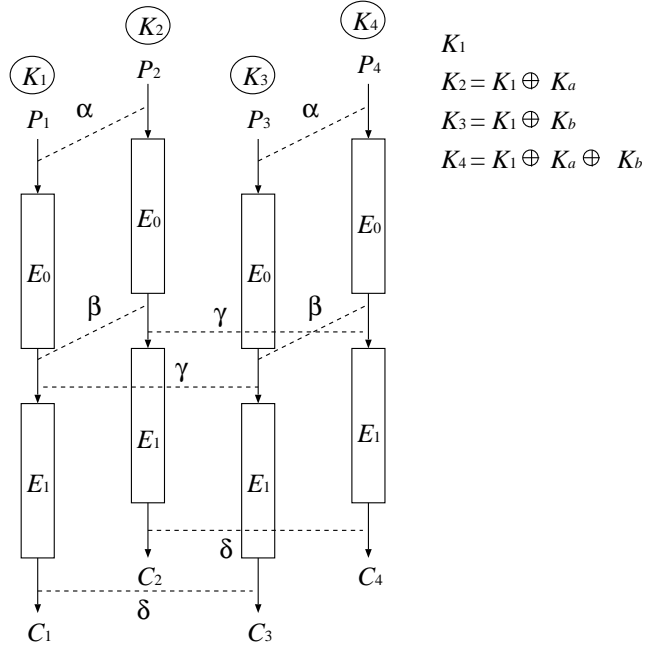 K2
K4
K1
K3
P2
P4
α
α
P1
P3
E0
E0
E0
E0
β
β
γ
γ
E1
E1
E1
E1
δ
C2
C4
δ
C1
C3
K1
K2 = K1 ⊕ Ka
K3 = K1 ⊕ Kb
K4 = K1 ⊕ Ka ⊕ Kb